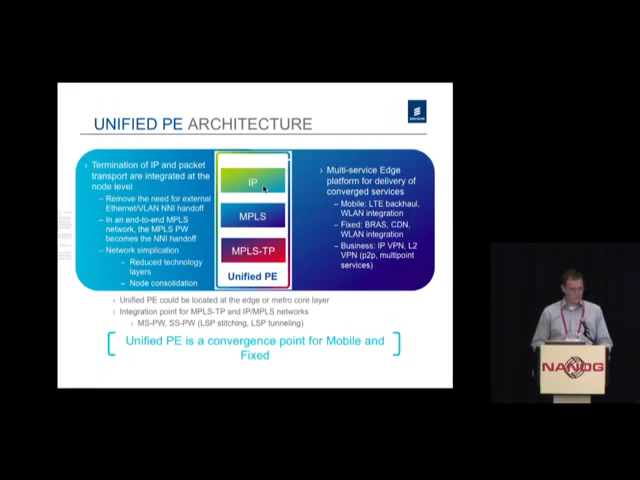 ERICSSON
UNIFIED PE ARCHITECTURE
› Termination of IP and packet
transport are integrated at the
node level
– Remove the need for external
Ethernet/VLAN NNI handoff
– In an end-to-end MPLS
network, the MPLS PW
becomes the NNI handoff
– Network simplication
– Reduced technology
layers
– Node consolidation
IP
MPLS
MPLS-TP
Unified PE
› Multi-service Edge
platform for delivery of
converged services
– Mobile: LTE backhaul,
WLAN integration
– Fixed: BRAS, CDN,
WLAN integration
– Business: IP VPN, L2
VPN (p2p, multipoint
services)
› Unified PE could be located at the edge or metro core layer
› Integration point for MPLS-TP and IP/MPLS networks
› MS-PW, SS-PW (LSP stitching, LSP tunneling)
Unified PE is a convergence point for Mobile and
Fixed
NANOG